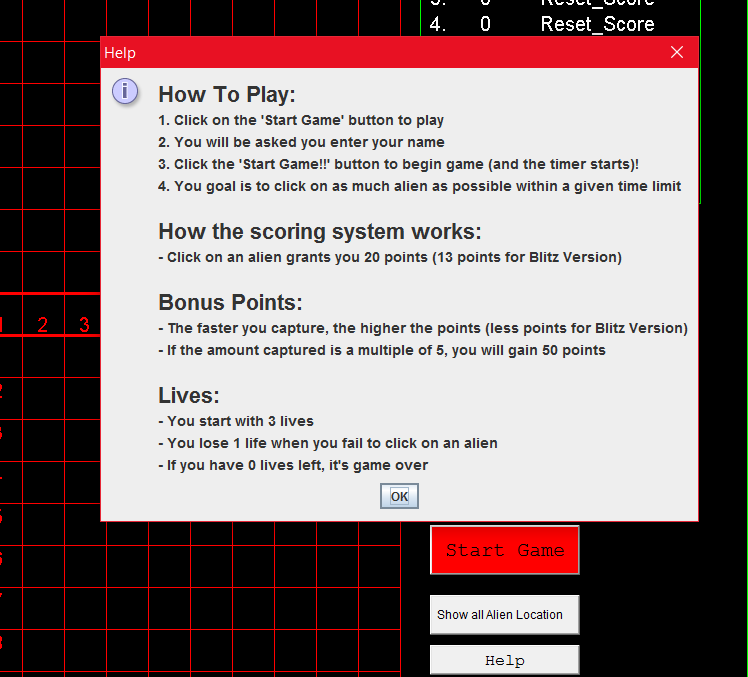 3. 0 Reset_Score
4. 0 Reset_Score
Help
How To Play:
1. Click on the 'Start Game' button to play
2. You will be asked you enter your name
3. Click the 'Start Game!!' button to begin game (and the timer starts)!
4. You goal is to click on as much alien as possible within a given time limit
How the scoring system works:
- Click on an alien grants you 20 points (13 points for Blitz Version)
Bonus Points:
- The faster you capture, the higher the points (less points for Blitz Version)
- If the amount captured is a multiple of 5, you will gain 50 points
2 3
Lives:
- You start with 3 lives
- You lose 1 life when you fail to click on an alien
- If you have 0 lives left, it's game over
OK
Start Game
Show all Alien Location
Help